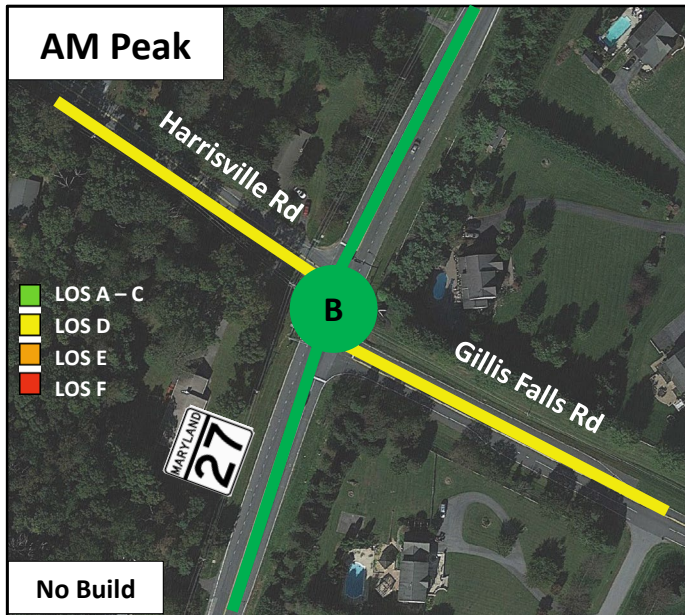 AM Peak
Harrisville Rd
B
LOS A – C
LOS D
LOS E
LOS F
Gillis Falls Rd
MARYLAND
27
No Build